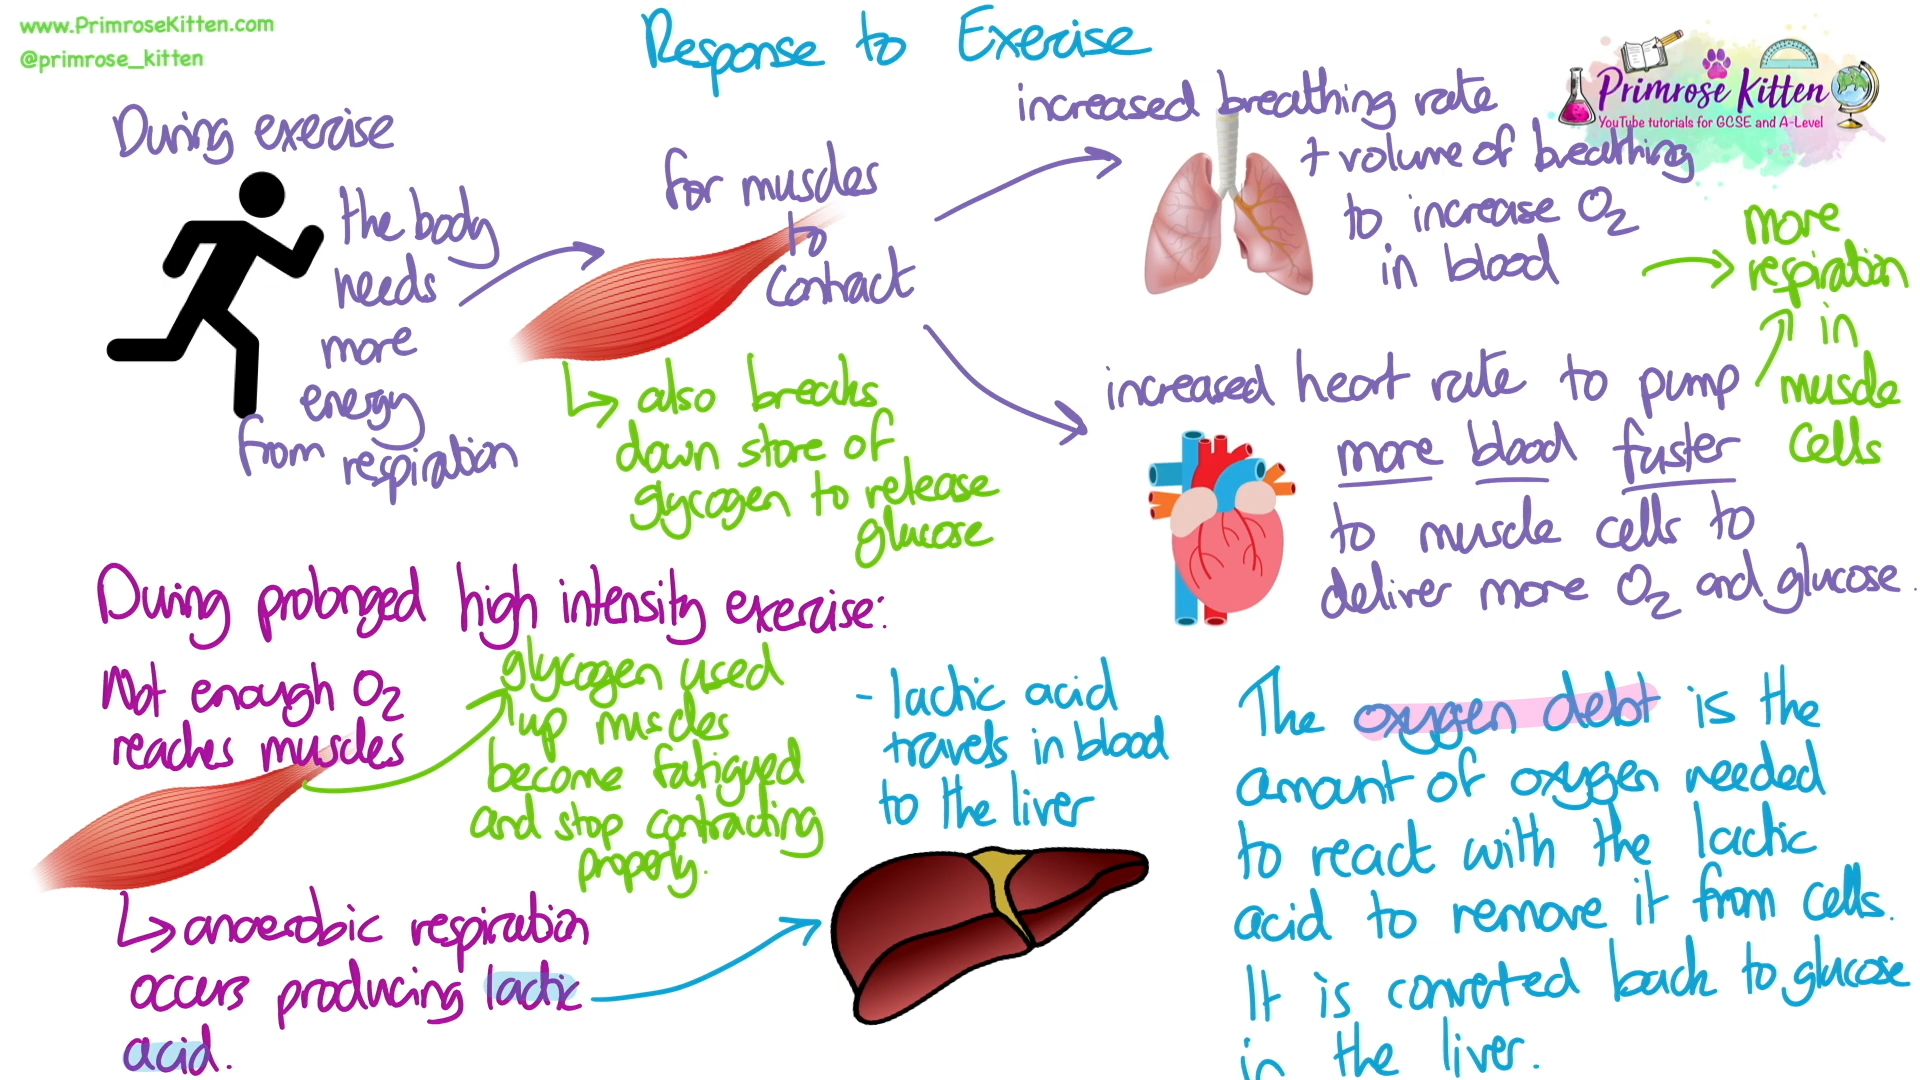 www.PrimroseKitten.com
@primrose_kitten
Response to Exercise
Primrose Kitten
YouTube tutorials for GCSE and A-Level
During exercise
the body
needs
more
energy
from respiration
for muscles
to
contract
also breaks
down store of
glycogen to release
glucose
increased breathing rate
+ volume of breathing
to increase O2
in blood
more
respiration
in
muscle
cells
increased heart rate to pump
more blood faster
to muscle cells to
deliver more O2 and glucose.
During prolonged high intensity exercise:
Not enough O2
reaches muscles
glycogen used
up muscles
become fatigued
and stop contracting
properly.
anaerobic respiration
occurs producing lactic
acid.
- lactic acid
travels in blood
to the liver
The oxygen debt is the
amount of oxygen needed
to react with the lactic
acid to remove it from cells.
It is converted back to glucose
in the liver.